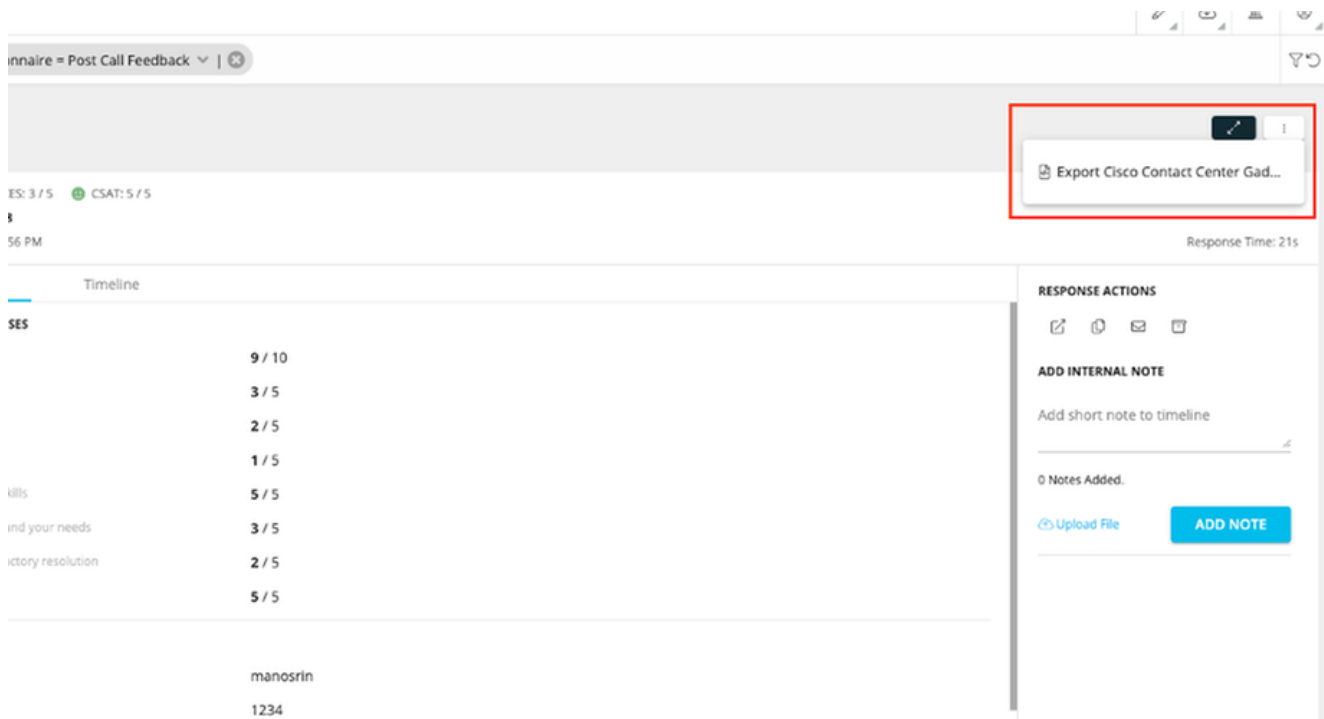 nnaire = Post Call Feedback
Export Cisco Contact Center Gad...
ES: 3 / 5 CSAT: 5 / 5
56 PM
Response Time: 21s
Timeline
RESPONSE ACTIONS
SES
9 / 10
ADD INTERNAL NOTE
3 / 5
Add short note to timeline
2 / 5
1 / 5
0 Notes Added.
kills
5 / 5
and your needs
3 / 5
Upload File
ADD NOTE
actory resolution
2 / 5
5 / 5
manosrin
1234